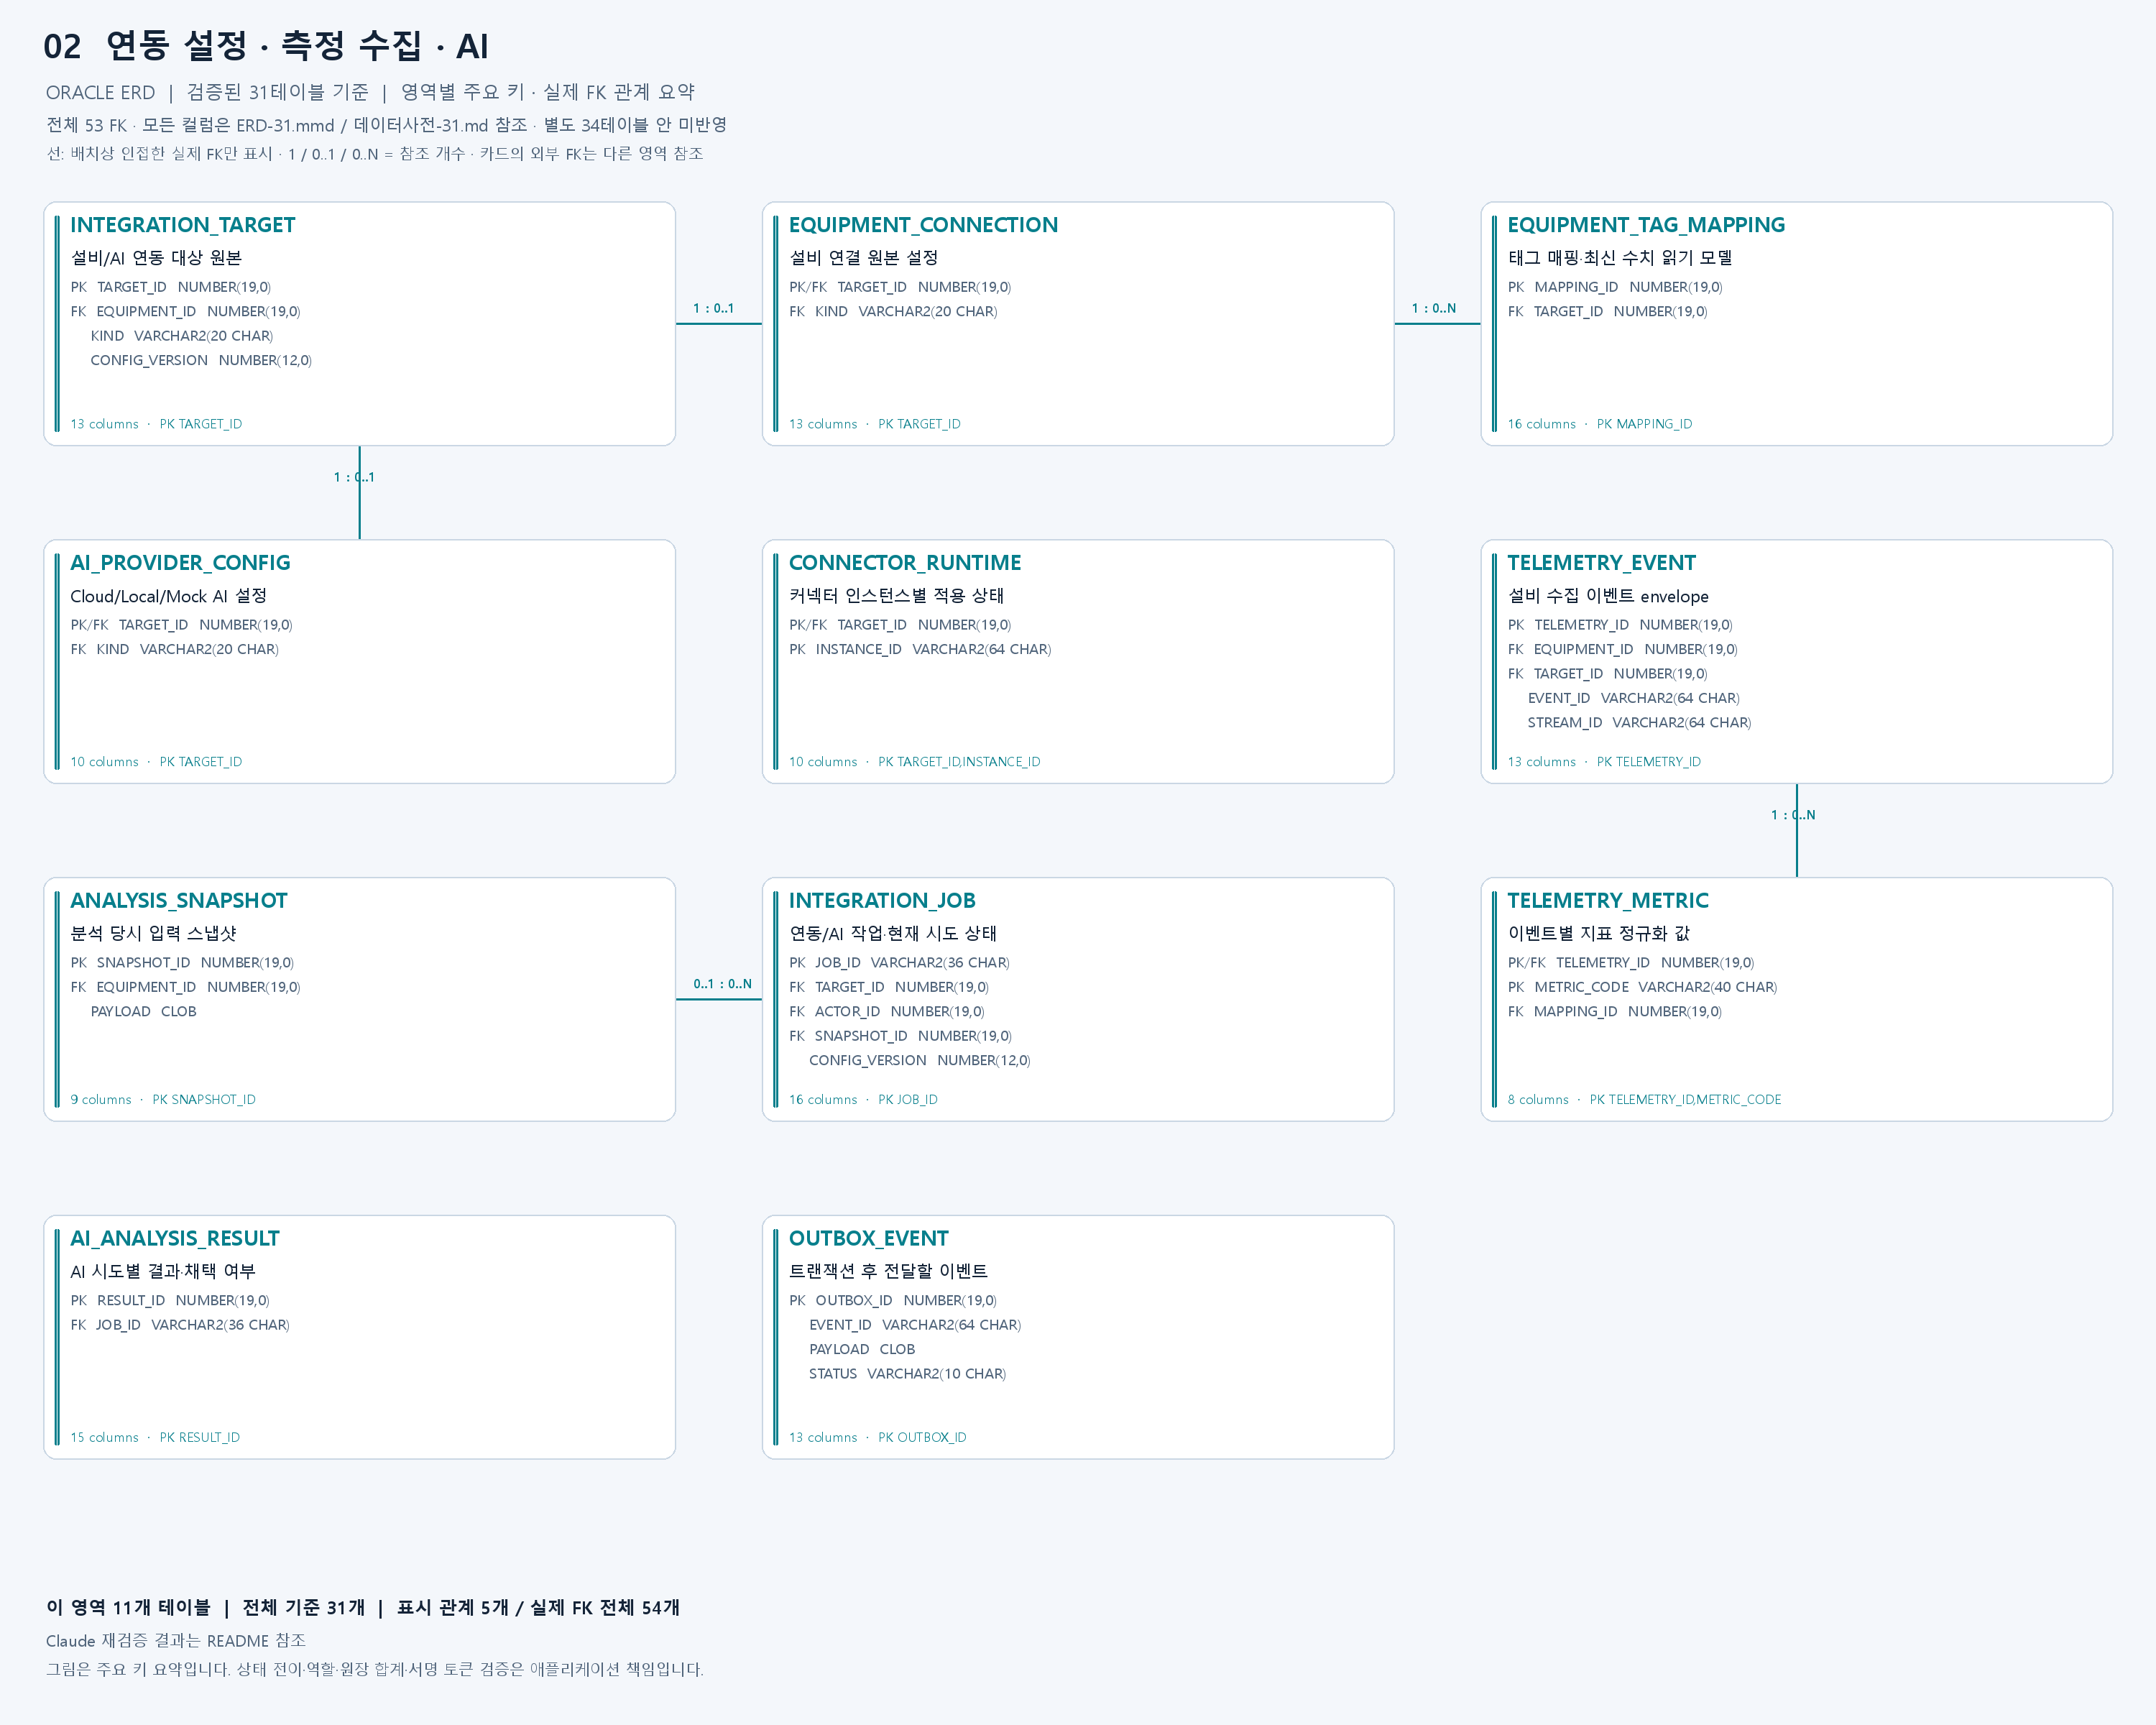 02 연동 설정 · 측정 수집 · AI
ORACLE ERD | 검증된 31테이블 기준 | 영역별 주요 키 · 실제 FK 관계 요약
전체 53 FK · 모든 컬럼은 ERD-31.mmd / 데이터사전-31.md 참조 · 별도 34테이블 안 미반영
선: 배치상 인접한 실제 FK만 표시 · 1 / 0..1 / 0..N = 참조 개수 · 카드의 외부 FK는 다른 영역 참조
INTEGRATION_TARGET
설비/AI 연동 대상 원본
PK TARGET_ID NUMBER(19,0)
FK EQUIPMENT_ID NUMBER(19,0)
KIND VARCHAR2(20 CHAR)
CONFIG_VERSION NUMBER(12,0)
13 columns · PK TARGET_ID
1 : 0..1
EQUIPMENT_CONNECTION
설비 연결 원본 설정
PK/FK TARGET_ID NUMBER(19,0)
FK KIND VARCHAR2(20 CHAR)
13 columns · PK TARGET_ID
1 : 0..N
EQUIPMENT_TAG_MAPPING
태그 매핑·최신 수치 읽기 모델
PK MAPPING_ID NUMBER(19,0)
FK TARGET_ID NUMBER(19,0)
16 columns · PK MAPPING_ID
1 : 0..1
AI_PROVIDER_CONFIG
Cloud/Local/Mock AI 설정
PK/FK TARGET_ID NUMBER(19,0)
FK KIND VARCHAR2(20 CHAR)
10 columns · PK TARGET_ID
CONNECTOR_RUNTIME
커넥터 인스턴스별 적용 상태
PK/FK TARGET_ID NUMBER(19,0)
PK INSTANCE_ID VARCHAR2(64 CHAR)
10 columns · PK TARGET_ID,INSTANCE_ID
TELEMETRY_EVENT
설비 수집 이벤트 envelope
PK TELEMETRY_ID NUMBER(19,0)
FK EQUIPMENT_ID NUMBER(19,0)
FK TARGET_ID NUMBER(19,0)
EVENT_ID VARCHAR2(64 CHAR)
STREAM_ID VARCHAR2(64 CHAR)
13 columns · PK TELEMETRY_ID
1 : 0..N
ANALYSIS_SNAPSHOT
분석 당시 입력 스냅샷
PK SNAPSHOT_ID NUMBER(19,0)
FK EQUIPMENT_ID NUMBER(19,0)
PAYLOAD CLOB
9 columns · PK SNAPSHOT_ID
0..1 : 0..N
INTEGRATION_JOB
연동/AI 작업·현재 시도 상태
PK JOB_ID VARCHAR2(36 CHAR)
FK TARGET_ID NUMBER(19,0)
FK ACTOR_ID NUMBER(19,0)
FK SNAPSHOT_ID NUMBER(19,0)
CONFIG_VERSION NUMBER(12,0)
16 columns · PK JOB_ID
TELEMETRY_METRIC
이벤트별 지표 정규화 값
PK/FK TELEMETRY_ID NUMBER(19,0)
PK METRIC_CODE VARCHAR2(40 CHAR)
FK MAPPING_ID NUMBER(19,0)
8 columns · PK TELEMETRY_ID,METRIC_CODE
AI_ANALYSIS_RESULT
AI 시도별 결과·채택 여부
PK RESULT_ID NUMBER(19,0)
FK JOB_ID VARCHAR2(36 CHAR)
15 columns · PK RESULT_ID
OUTBOX_EVENT
트랜잭션 후 전달할 이벤트
PK OUTBOX_ID NUMBER(19,0)
EVENT_ID VARCHAR2(64 CHAR)
PAYLOAD CLOB
STATUS VARCHAR2(10 CHAR)
13 columns · PK OUTBOX_ID
이 영역 11개 테이블 | 전체 기준 31개 | 표시 관계 5개 / 실제 FK 전체 54개
Claude 재검증 결과는 README 참조
그림은 주요 키 요약입니다. 상태 전이·역할·원장 합계·서명 토큰 검증은 애플리케이션 책임입니다.